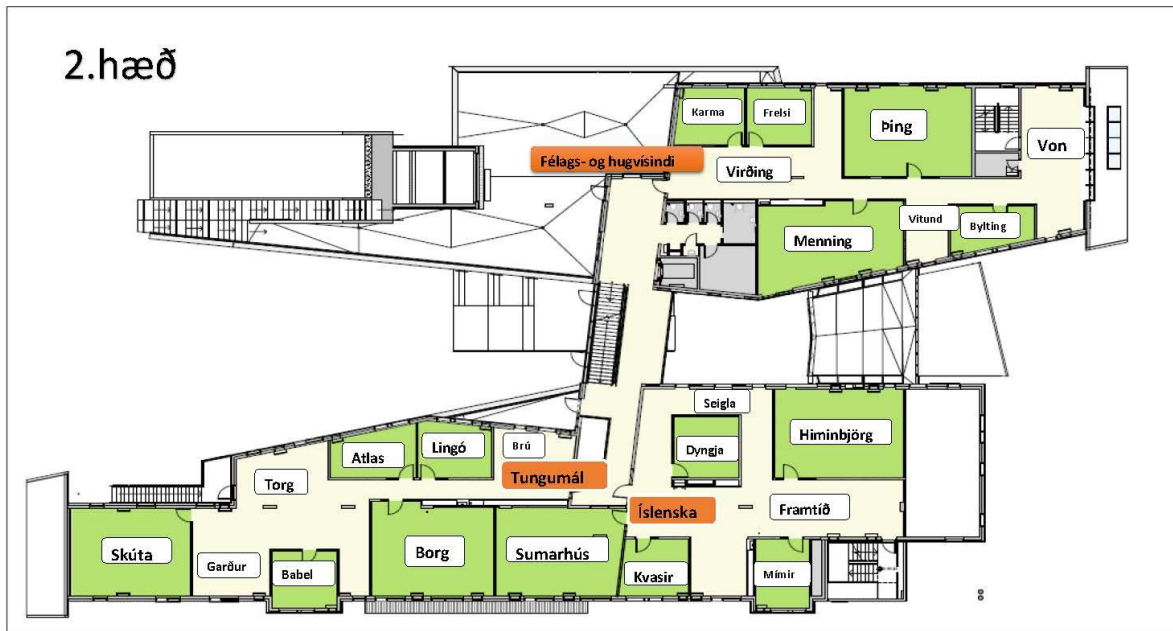 2.hæð
Karma
Frelsi
Þing
Von
Félags- og hugvísindi
Virðing
Vitund
Bylting
Menning
Seigla
Himinbjörg
Dyngja
Brú
Lingó
Atlas
Tungumál
Torg
Íslenska
Framtíð
Skúta
Borg
Sumarhús
Garður
Babel
Kvasir
Mímir